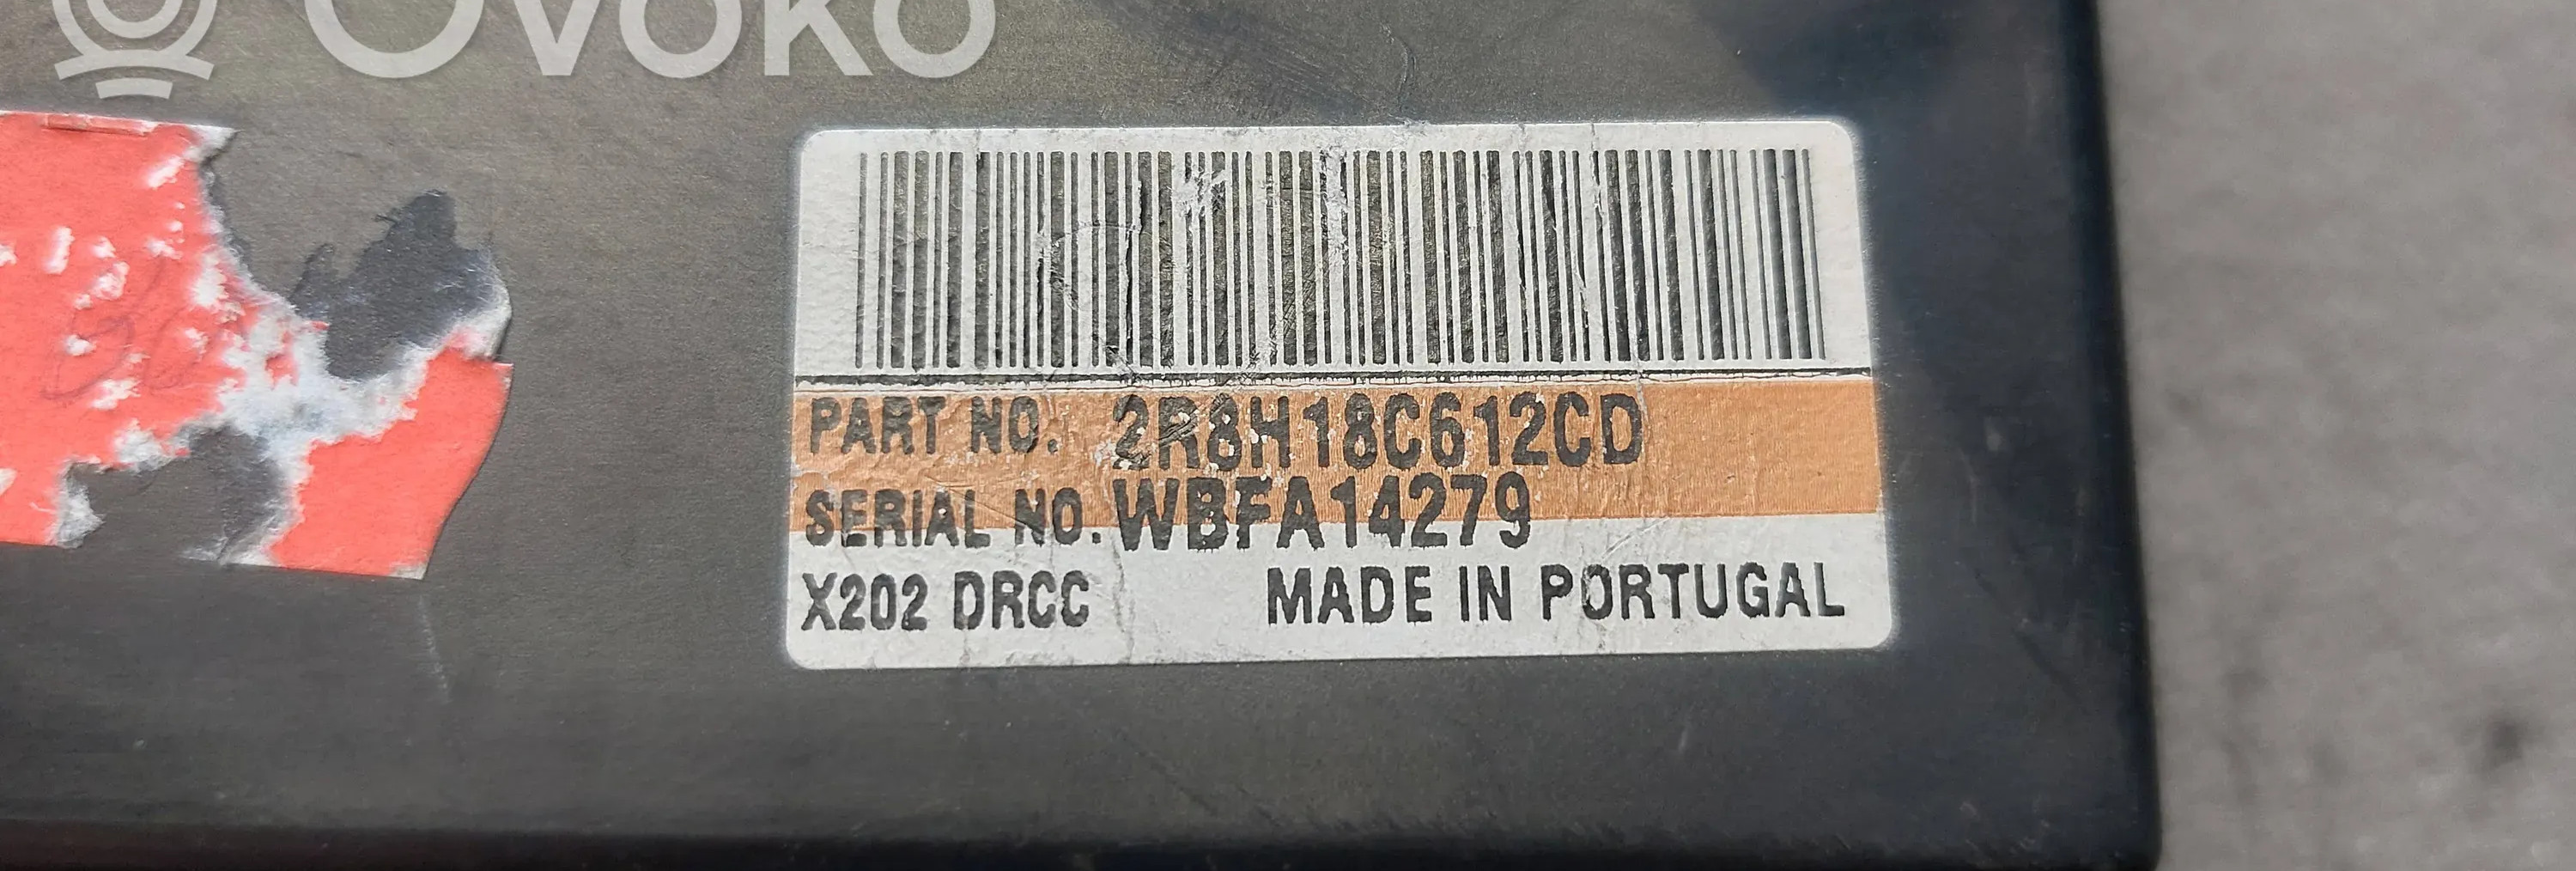 OVOKO
PART NO. 2R8H18C612CD
SERIAL NO. WBFA14279
X202 DRCC MADE IN PORTUGAL